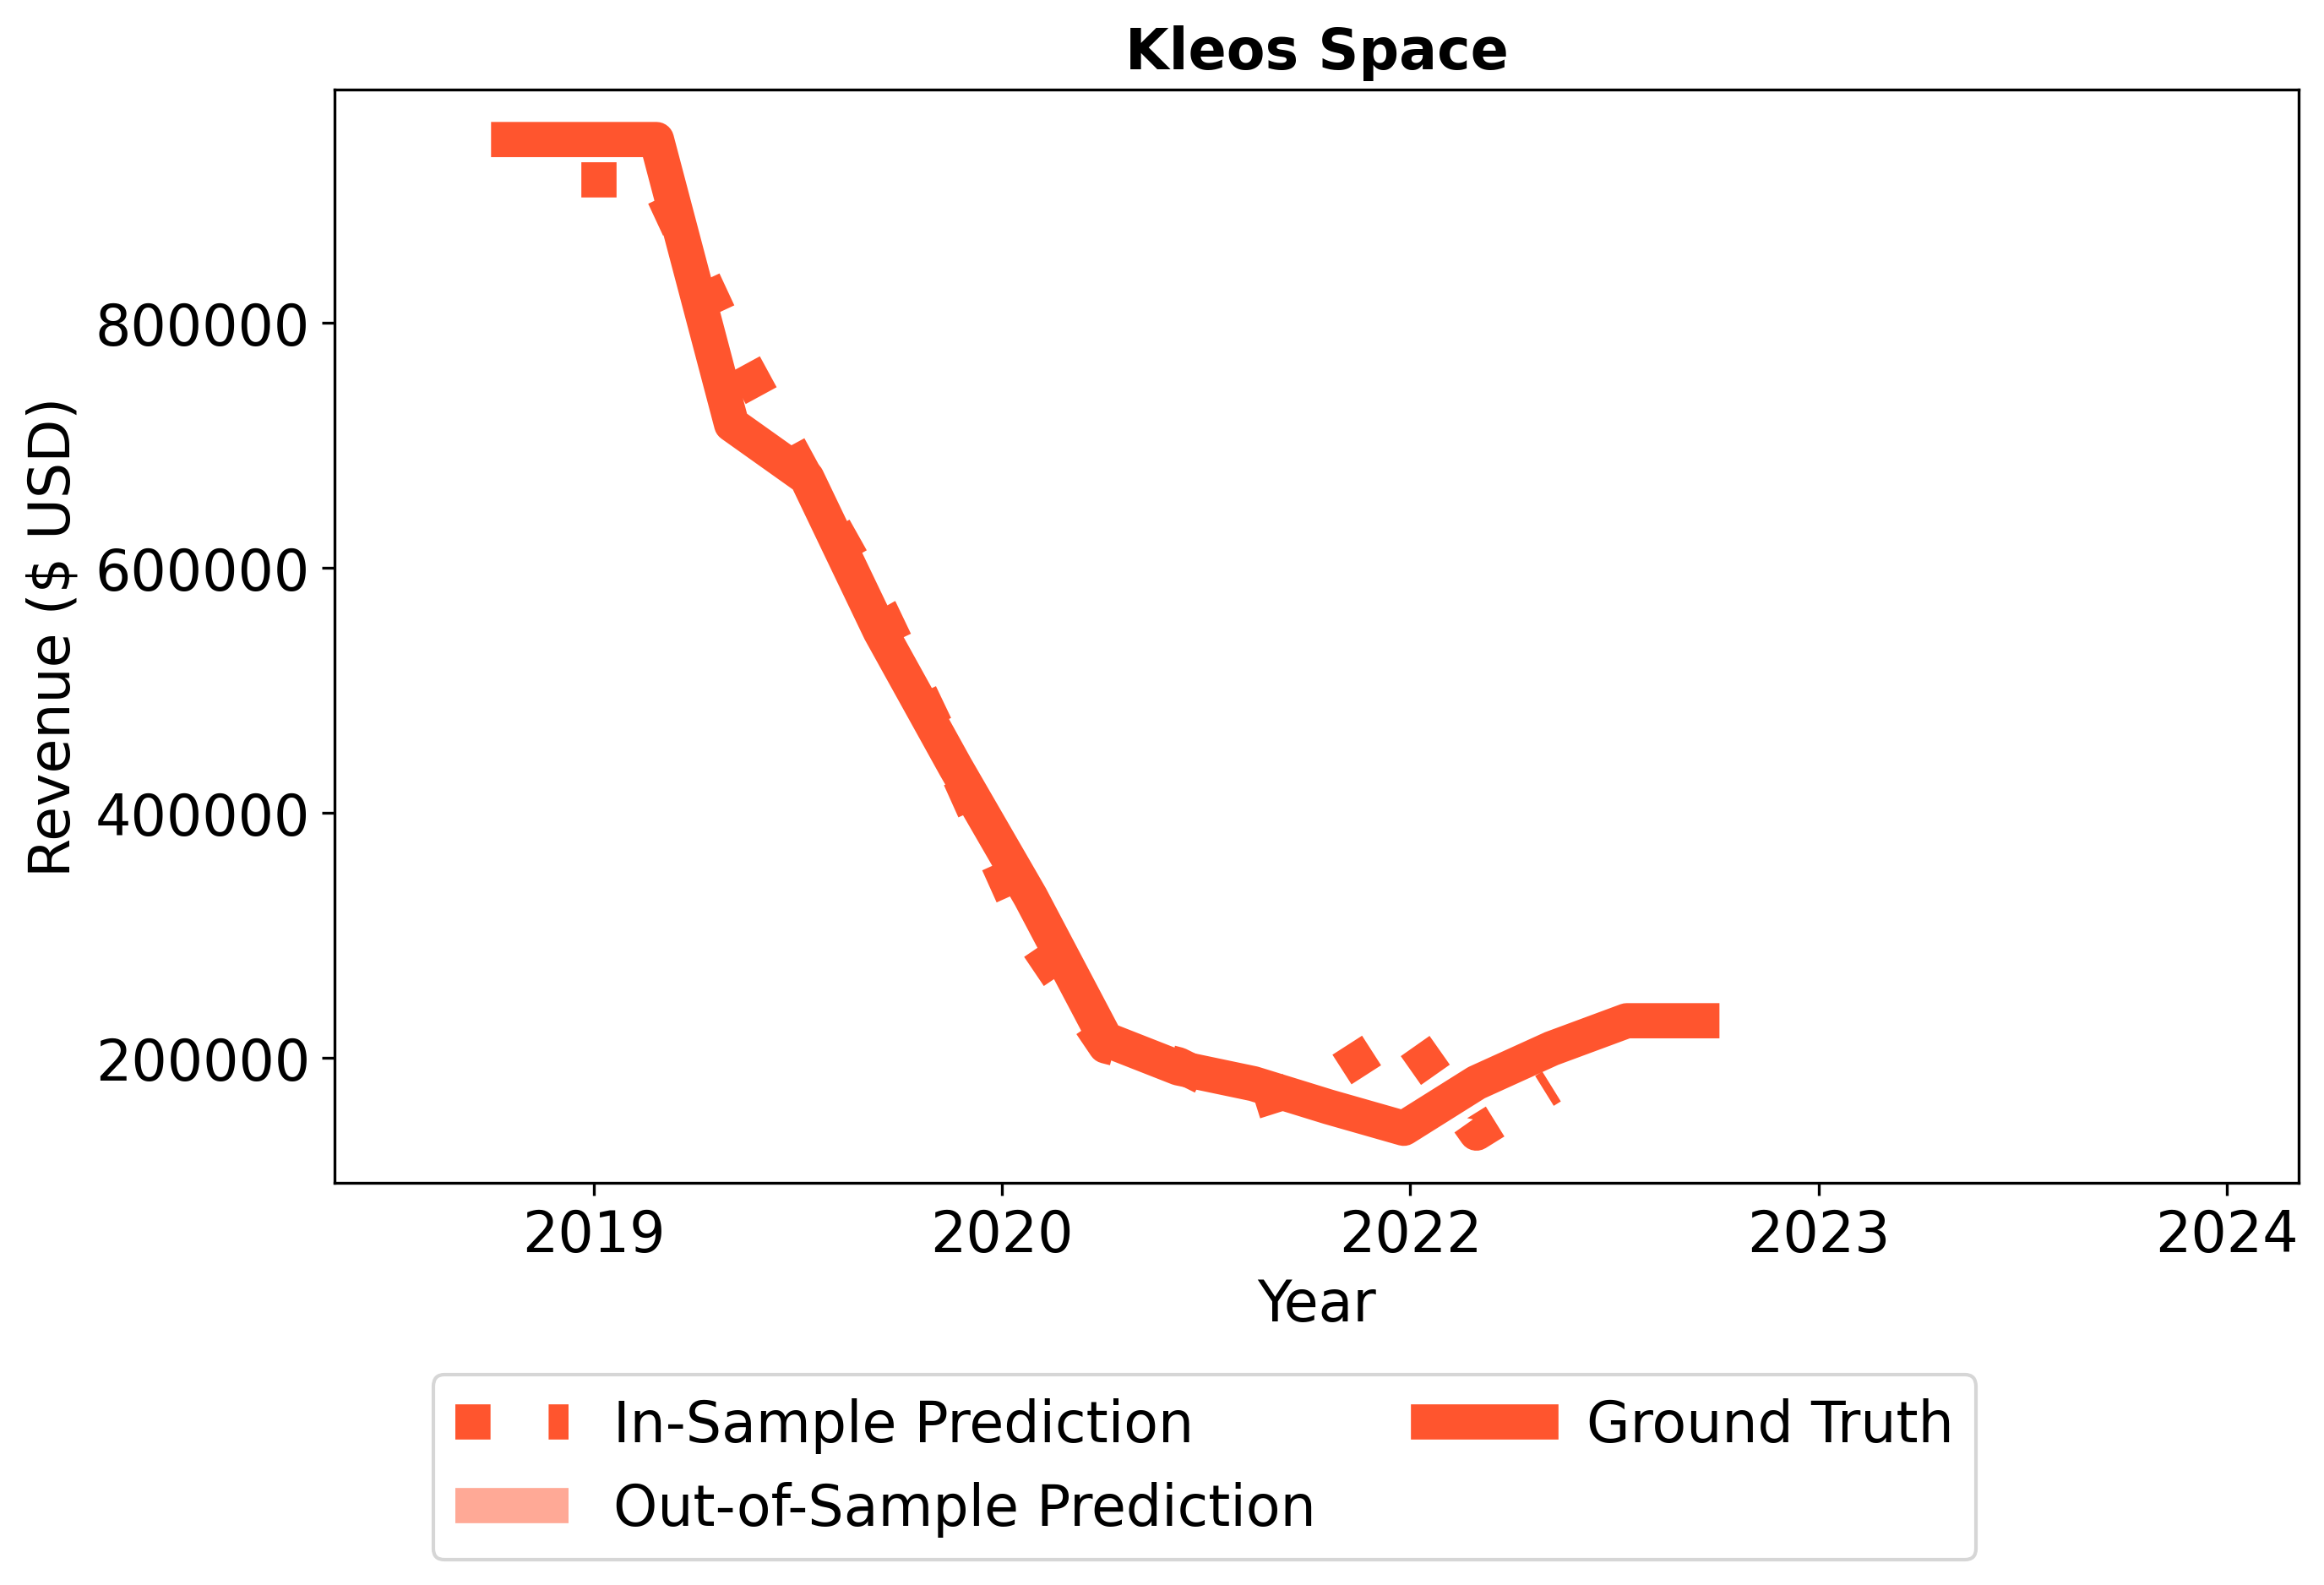 Kleos Space
Revenue ($ USD)
800000
600000
400000
200000
2019 2020 2022 2023 2024
Year
In-Sample Prediction
Out-of-Sample Prediction
Ground Truth